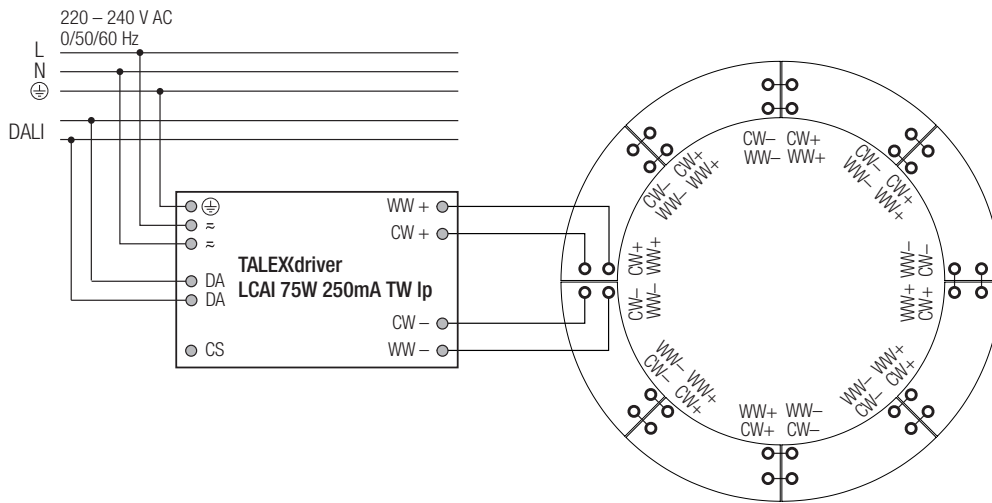 220 – 240 V AC
0/50/60 Hz
L
N
DALI
≈
≈
DA
DA
CS
TALEXXdriver
LCAI 75W 250mA TW lp
WW +
CW +
CW –
WW –
CW– CW+
WW– WW+
CW– CW+
WW– WW+
WW– CW–
WW+ CW+
WW– WW+
CW– CW+
WW+ WW–
CW+ CW–
WW– WW+
CW– CW+
CW+ WW+
CW– WW–
CW– CW+
WW– WW+